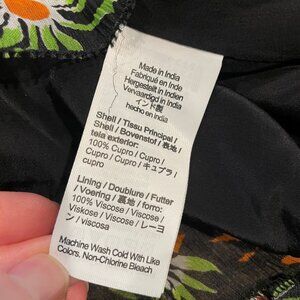 Made in India
Fabriqué en Inde
Hergestellt in Indien
Vervaardigd in India
インド製
hecho en india
Shell / Tissu Principal /
Shell / Bovenstof / 表地 /
tela exterior:
100% Cupro / Cupro /
Cupro / Cupro / キュプラ /
cupro
Lining / Doublure / Futter
/ Voering / 裏地 / forro:
100% Viscose / Viscose /
Viskose / Viscose / レーヨ
ン / viscosa
Machine Wash Cold With Like
Colors. Non-Chlorine Bleach